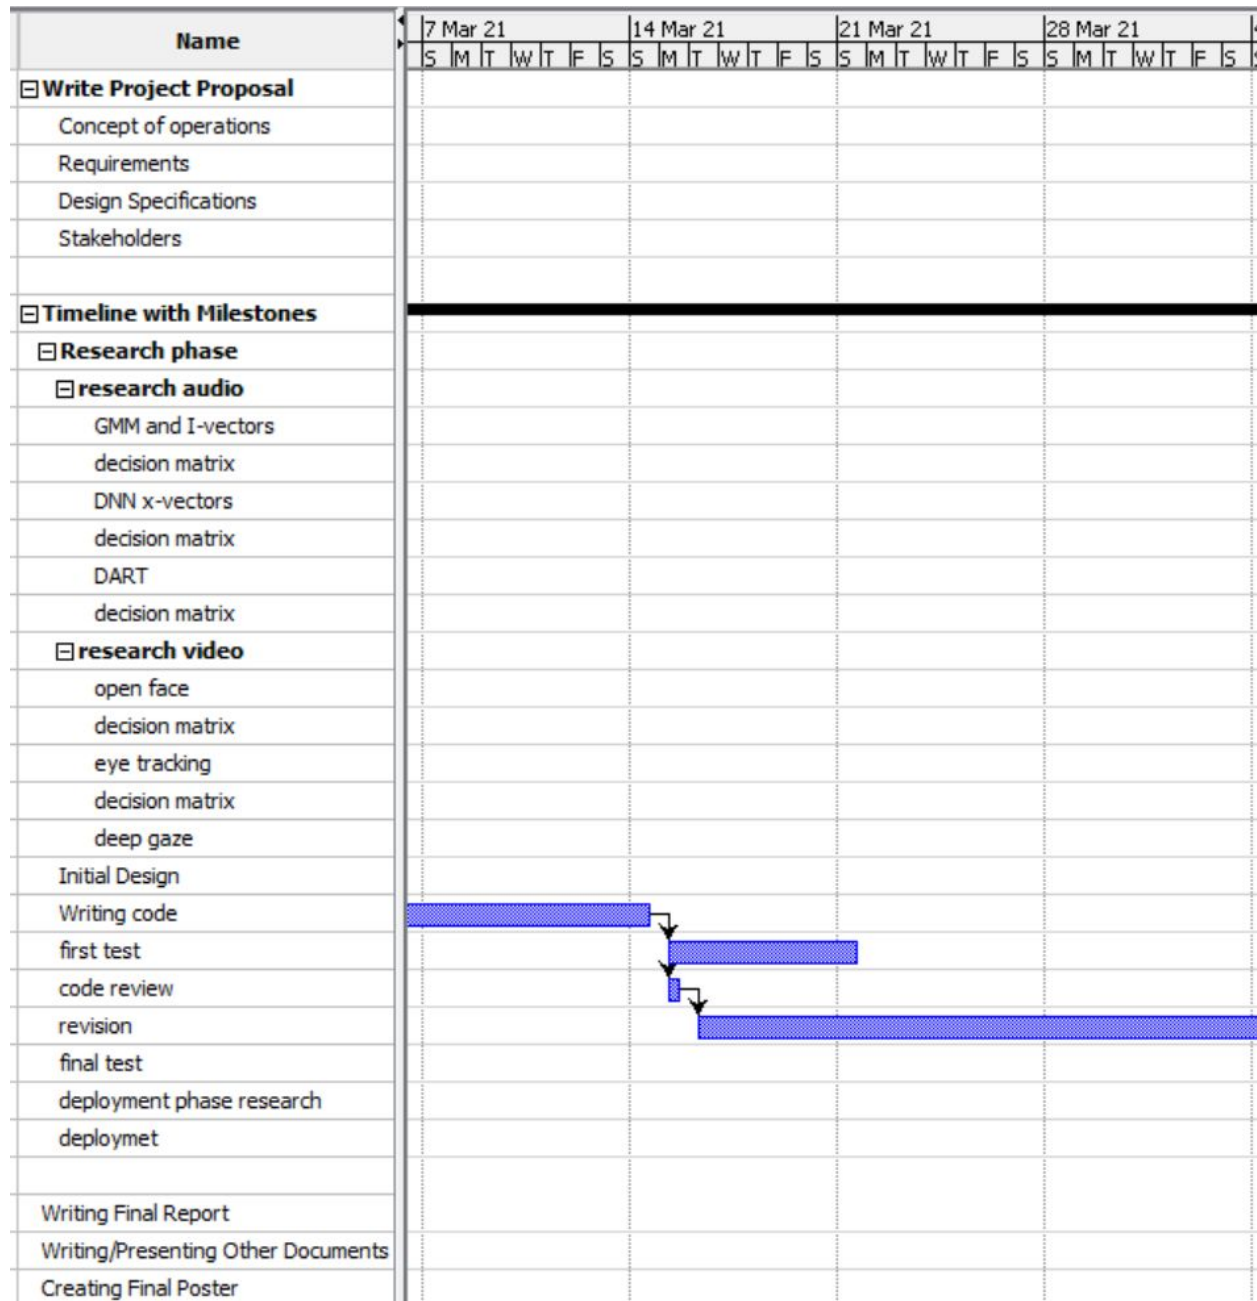 Name
7 Mar 21 14 Mar 21 21 Mar 21 28 Mar 21
S M T W T F S S M T W T F S S M T W T F S S M T W T F S
Write Project Proposal
Concept of operations
Requirements
Design Specifications
Stakeholders
Timeline with Milestones
Research phase
research audio
GMM and I-vectors
decision matrix
DNN x-vectors
decision matrix
DART
decision matrix
research video
open face
decision matrix
eye tracking
decision matrix
deep gaze
Initial Design
Writing code
first test
code review
revision
final test
deployment phase research
deploymet
Writing Final Report
Writing/Presenting Other Documents
Creating Final Poster